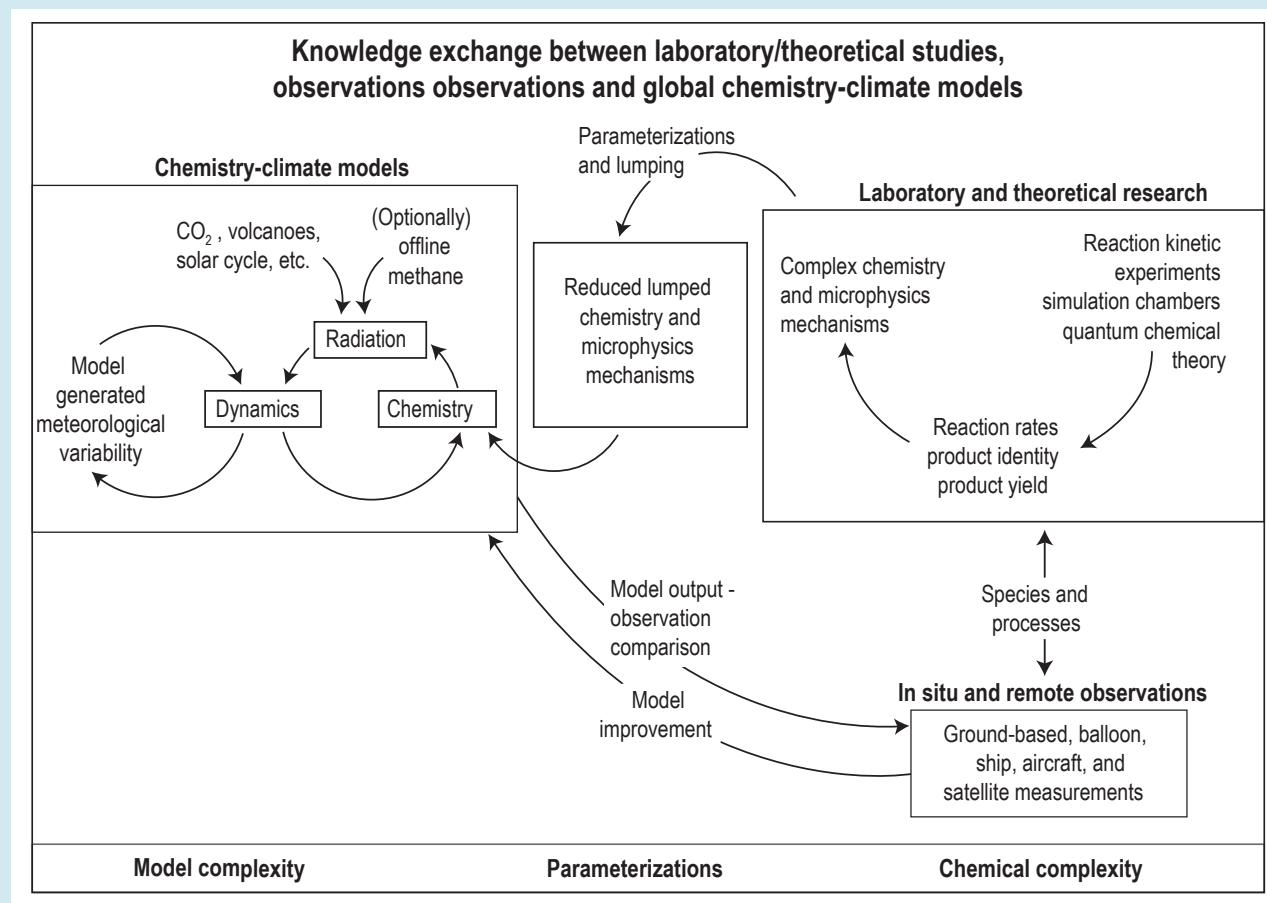 Knowledge exchange between laboratory/theoretical studies,
observations observations and global chemistry-climate models
Chemistry-climate models
CO2 , volcanoes,
solar cycle, etc.
(Optionally)
offline
methane
Radiation
Model
generated
meteorological
variability
Dynamics
Chemistry
Parameterizations
and lumping
Reduced lumped
chemistry and
microphysics
mechanisms
Laboratory and theoretical research
Complex chemistry
and microphysics
mechanisms
Reaction kinetic
experiments
simulation chambers
quantum chemical
theory
Reaction rates
product identity
product yield
Model output -
observation
comparison
Model
improvement
Species and
processes
In situ and remote observations
Ground-based, balloon,
ship, aircraft, and
satellite measurements
Model complexity
Parameterizations
Chemical complexity